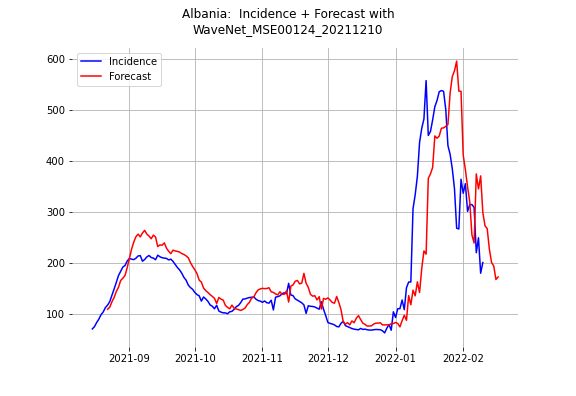 Albania:  Incidence + Forecast with
WaveNet_MSE00124_20211210
Incidence
Forecast
600
500
400
300
200
100
2021-09 2021-10 2021-11 2021-12 2022-01 2022-02